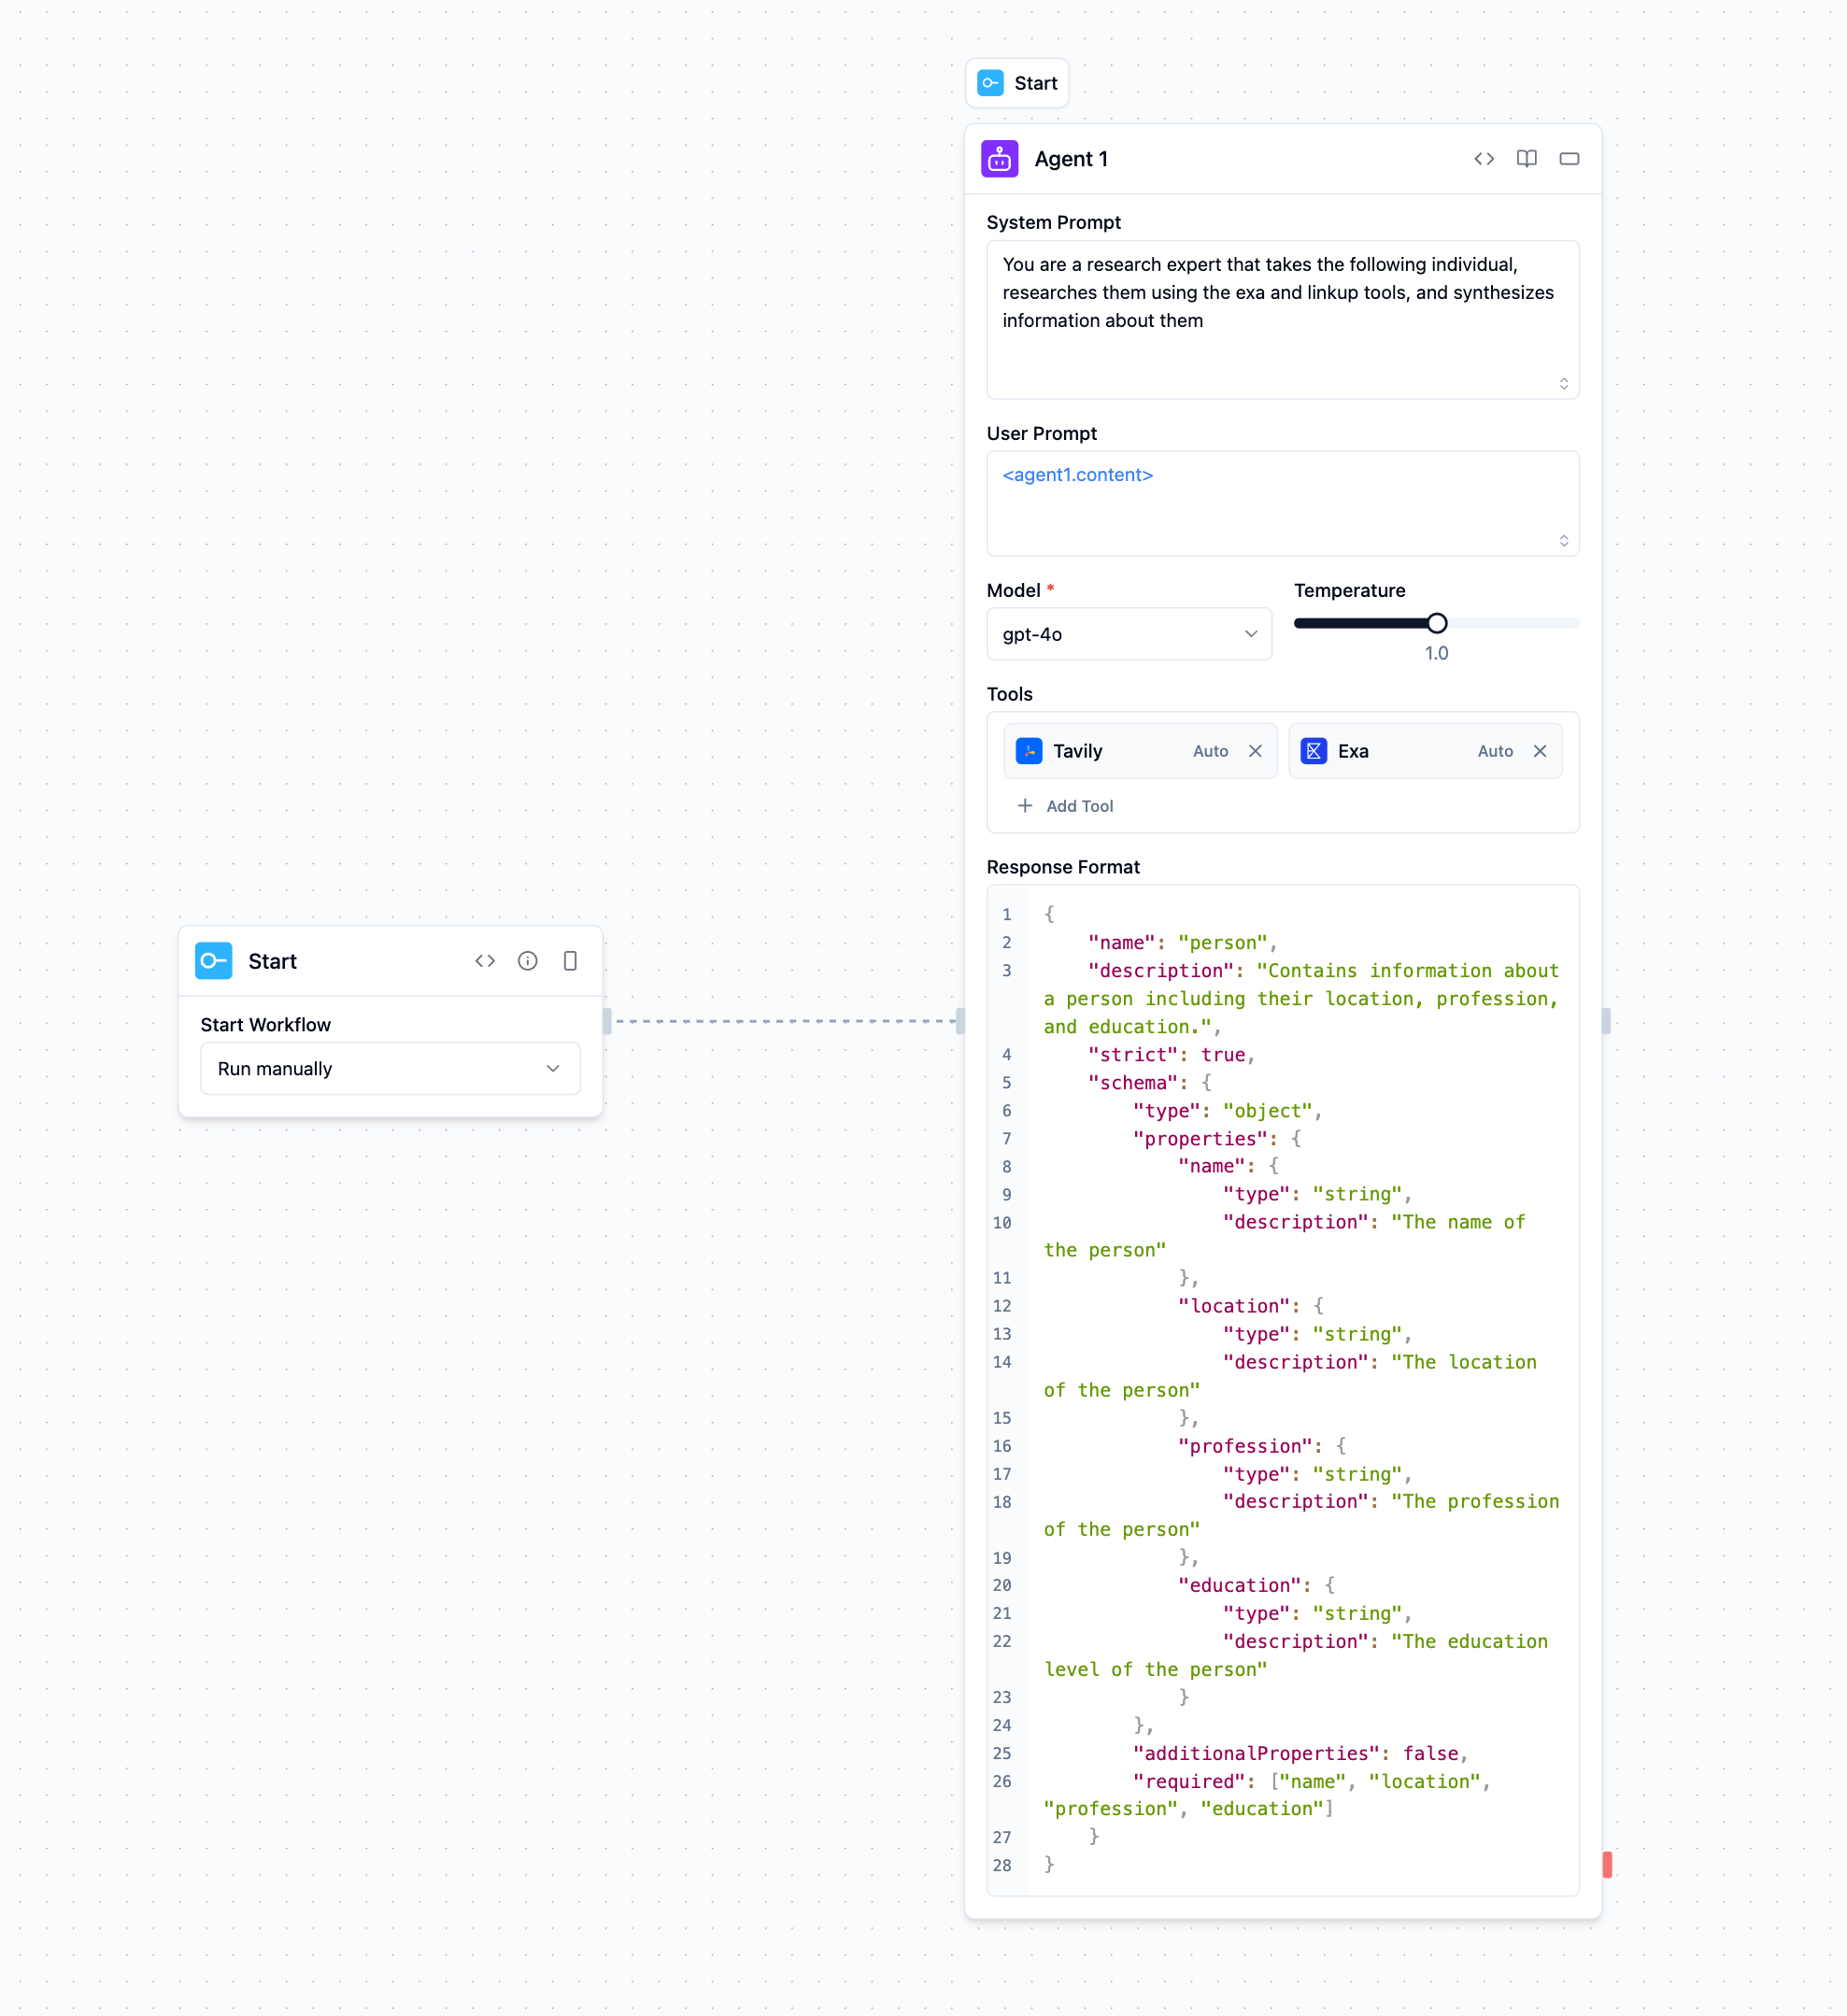 Start
Agent 1
System Prompt
You are a research expert that takes the following individual,
researches them using the exa and linkup tools, and synthesizes
information about them
User Prompt
<agent1.content>
Model *
Temperature
gpt-4o
1.0
Tools
Tavily Auto
Exa Auto
Add Tool
Response Format
1 {
2 "name": "person",
3 "description": "Contains information about
a person including their location, profession,
and education.",
4 "strict": true,
5 "schema": {
6 "type": "object",
7 "properties": {
8 "name": {
9 "type": "string",
10 "description": "The name of
the person"
11 },
12 "location": {
13 "type": "string",
14 "description": "The location
of the person"
15 },
16 "profession": {
17 "type": "string",
18 "description": "The profession
of the person"
19 },
20 "education": {
21 "type": "string",
22 "description": "The education
level of the person"
23 }
24 },
25 "additionalProperties": false,
26 "required": ["name", "location",
"profession", "education"]
27 }
28 }
Start
Start Workflow
Run manually